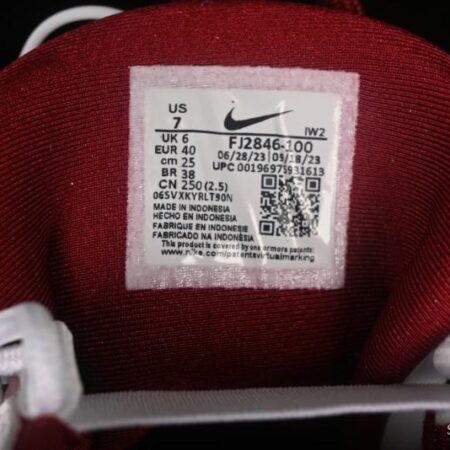 US
7
UK 6
EUR 40
cm 25
BR 38
CN 250 (2.5)
06SVXKYRLT90N
IW2
FJ2846-100
06/28/23 09/18/23
UPC 00196975931613
MADE IN INDONESIA
HECHO EN INDONESIA
FABRIQUE EN INDONESIE
FABRICADO NA INDONÉSIA
This product is covered by one or more patents:
www.nike.com/patentsvirtualmarking